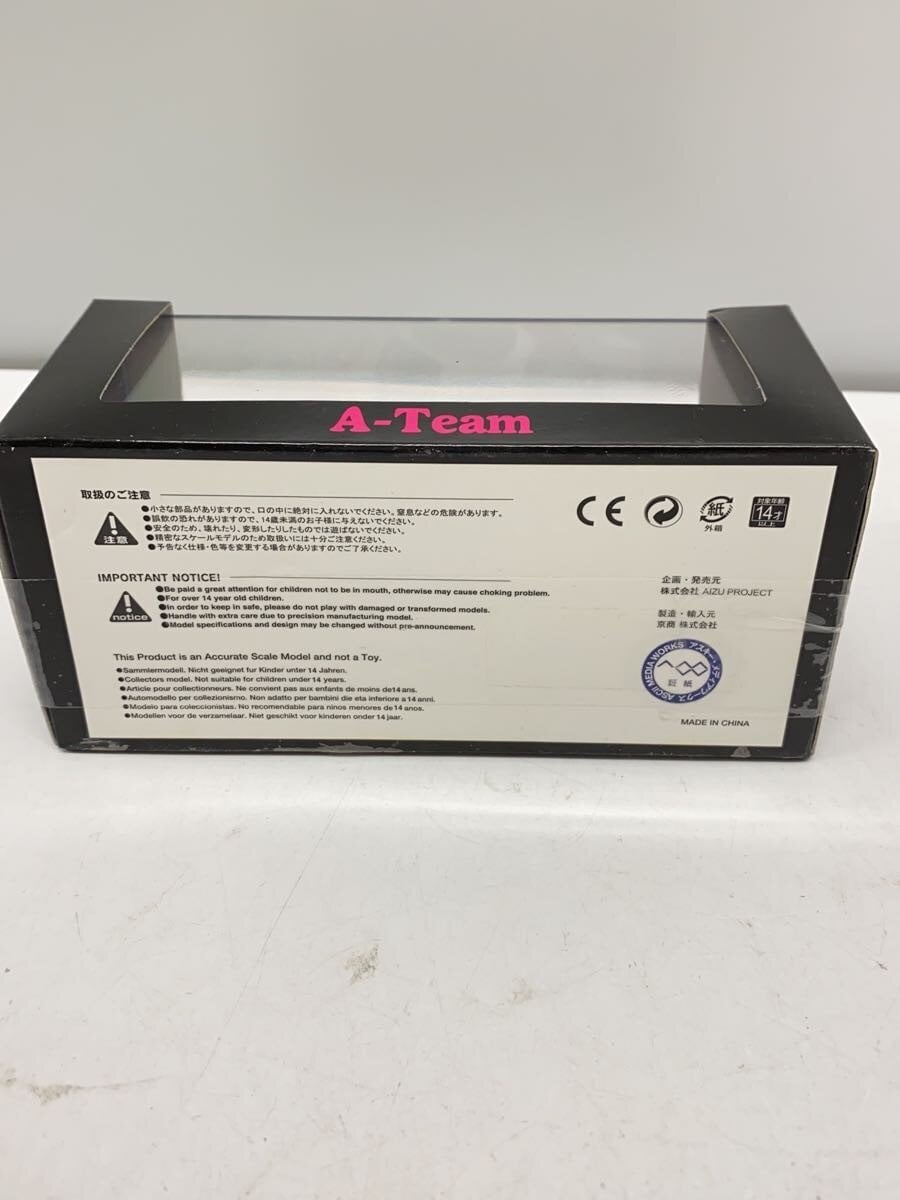 A-Team
取扱のご注意
注意
●小さな部品がありますので、口の中に絶対に入れないでください。窒息などの危険があります。
●誤飲の恐れがありますので、14歳未満のお子様に与えないでください。
●安全のため、壊れたり、変形したりしたものでは遊ばないでください。
●精密なスケールモデルのため取扱いには十分ご注意ください。
●予告なく仕様・色等を変更する場合がありますのでご了承ください。
CE
紙
外箱
対象年齢
14才
以上
IMPORTANT NOTICE!
notice
●Be paid a great attention for children not to be in mouth, otherwise may cause choking problem.
●For over 14 year old children.
●In order to keep in safe, please do not play with damaged or transformed models.
●Handle with extra care due to precision manufacturing model.
●Model specifications and design may be changed without pre-announcement.
企画・発売元
株式会社 AIZU PROJECT
製造・輸入元
京商 株式会社
This Product is an Accurate Scale Model and not a Toy.
●Sammlermodell. Nicht geeignet fur Kinder unter 14 Jahren.
●Collectors model. Not suitable for children under 14 years.
●Article pour collectionneurs. Ne convient pas aux enfants de moins de14 ans.
●Automodello per collezionismo. Non adatto per bambini die eta inferiore a 14 anni.
●Modelo para coleccionistas. No recomendable para ninos menores de 14 anos.
●Modellen voor de verzamelaar. Niet geschikt voor kinderen onder 14 jaar.
アスキー・メディアワークス ASCII MEDIA WORKS
証紙
MADE IN CHINA